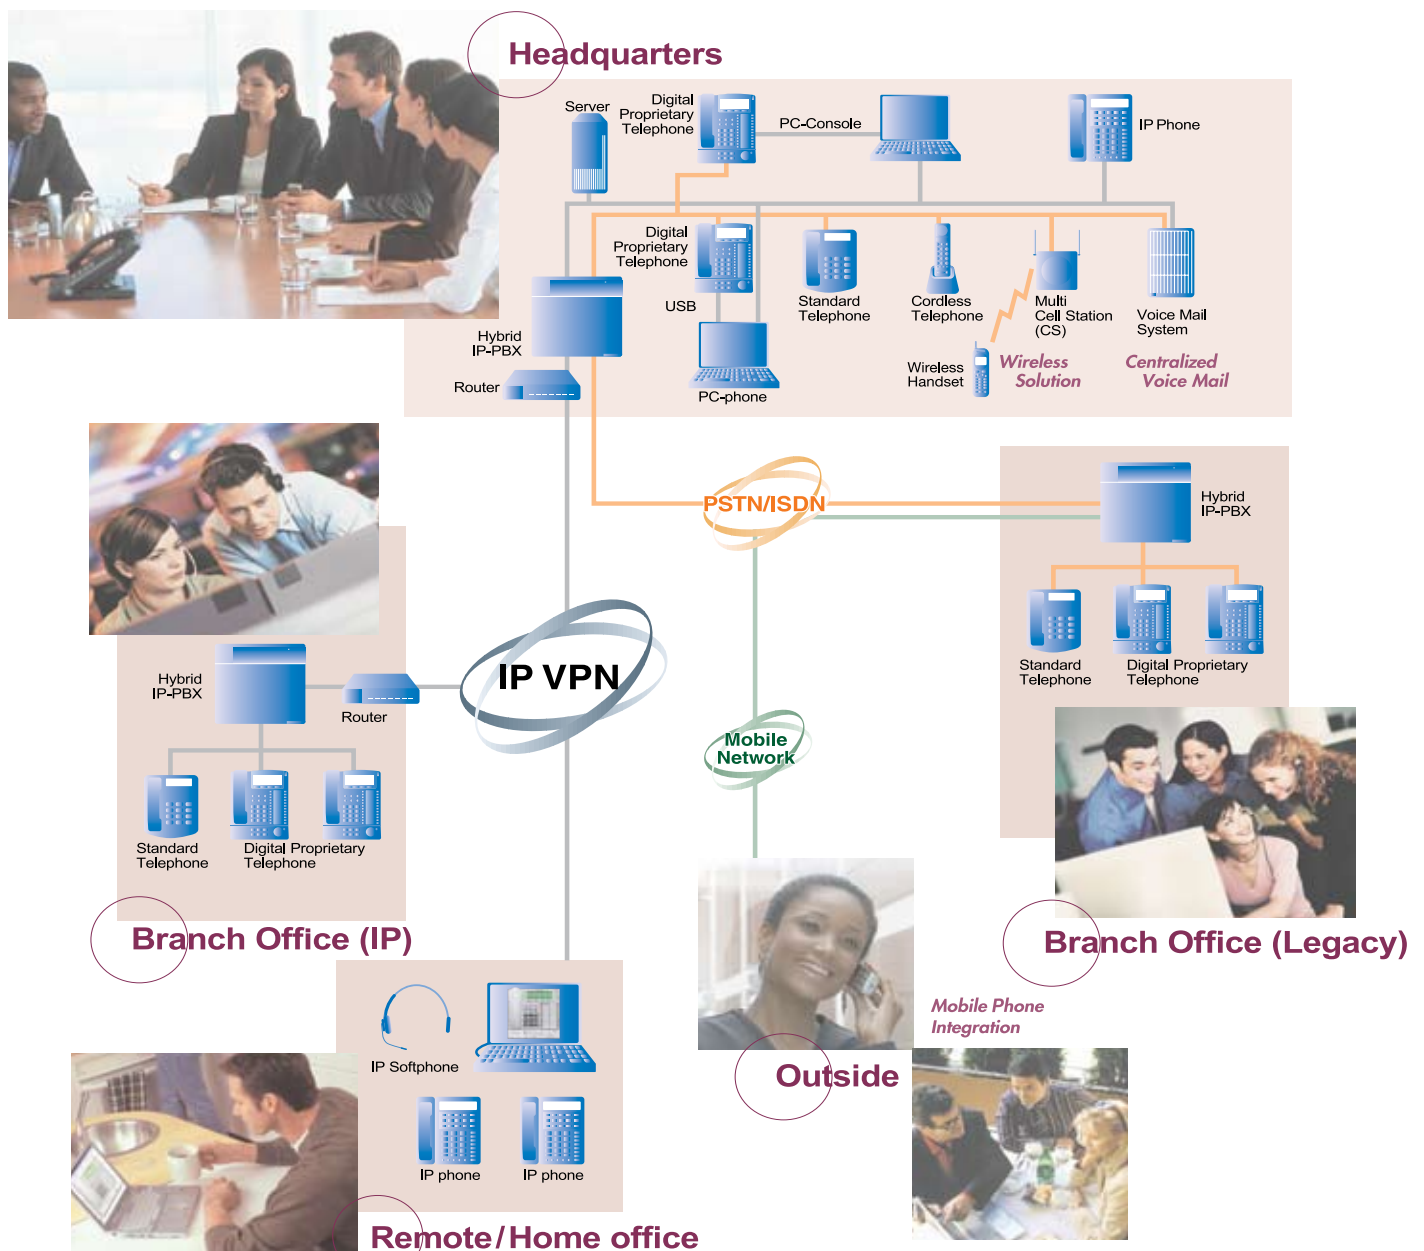 Headquarters
Server
Digital
Proprietary
Telephone
PC-Console
IP Phone
Digital
Proprietary
Telephone
USB
Standard
Telephone
Cordless
Telephone
Multi
Cell Station
(CS)
Voice Mail
System
Hybrid
IP-PBX
Router
PC-phone
Wireless
Handset
Wireless
Solution
Centralized
Voice Mail
PSTN/ISDN
Hybrid
IP-PBX
Standard
Telephone
Digital Proprietary
Telephone
Hybrid
IP-PBX
Router
IP VPN
Mobile
Network
Standard
Telephone
Digital Proprietary
Telephone
Branch Office (IP)
Branch Office (Legacy)
IP Softphone
IP phone
IP phone
Remote/Home office
Outside
Mobile Phone
Integration